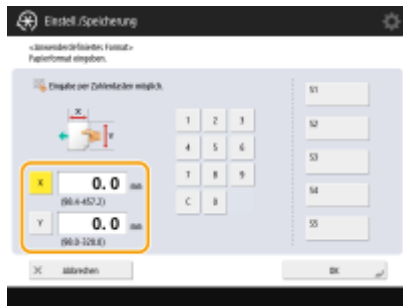 Einstell./Speicherung
<Anwenderdefiniertes Format>
Papierformat eingeben.
Eingabe per Zahlentasten möglich.
X
Y
1 2 3
4 5 6
7 8 9
C 0
X 0. 0 mm
(98.4-457.2)
Y 0. 0 mm
(98.0-320.0)
S1
S2
S3
S4
S5
Abbrechen
OK